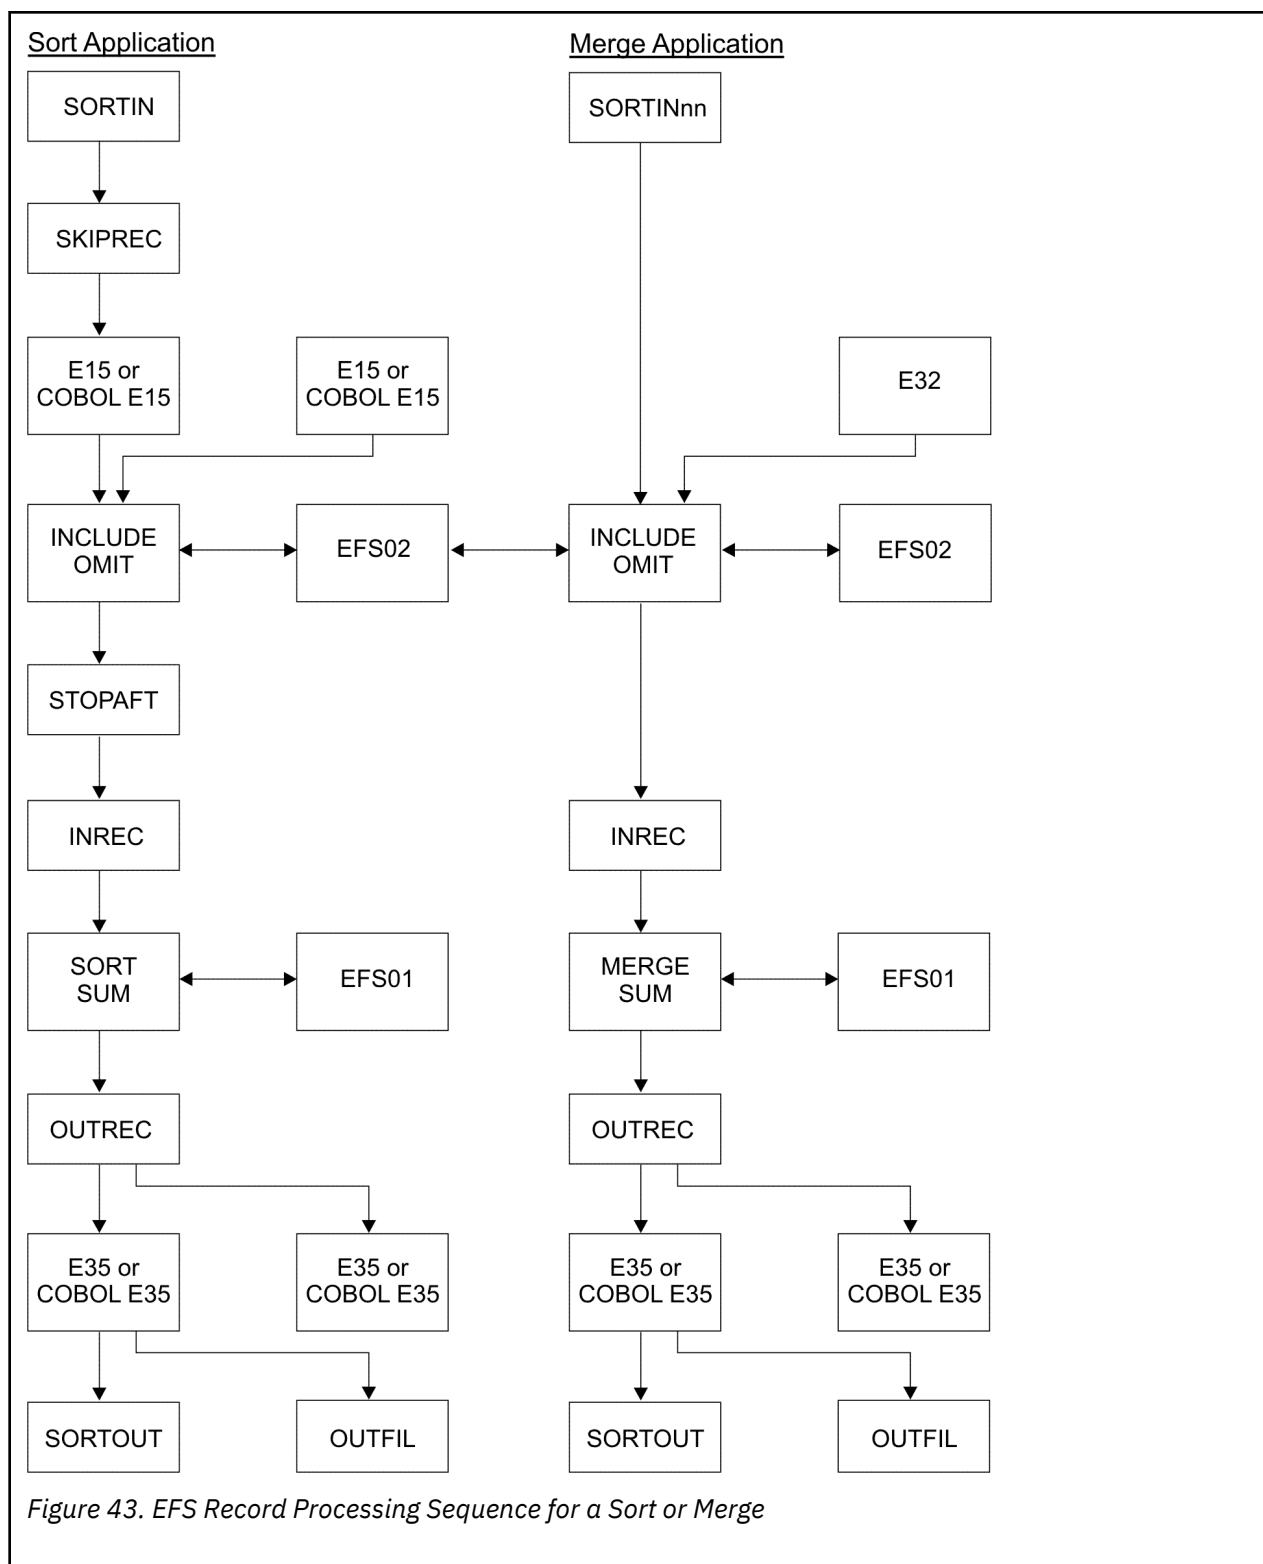 Sort Application
Merge Application
SORTIN
SORTINnn
SKIPREC
E15 or
COBOL E15
E15 or
COBOL E15
E32
INCLUDE
OMIT
EFS02
INCLUDE
OMIT
EFS02
STOPAFT
INREC
INREC
SORT
SUM
EFS01
MERGE
SUM
EFS01
OUTREC
OUTREC
E35 or
COBOL E35
E35 or
COBOL E35
E35 or
COBOL E35
E35 or
COBOL E35
SORTOUT
OUTFIL
SORTOUT
OUTFIL
Figure 43. EFS Record Processing Sequence for a Sort or Merge